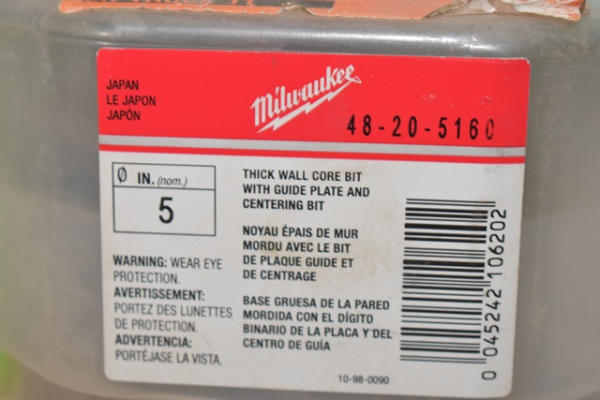 JAPAN
LE JAPON
JAPÓN
Milwaukee
48-20-5160
Ø IN. (nom.)
5
THICK WALL CORE BIT
WITH GUIDE PLATE AND
CENTERING BIT
NOYAU ÉPAIS DE MUR
MORDU AVEC LE BIT
DE PLAQUE GUIDE ET
DE CENTRAGE
BASE GRUESA DE LA PARED
MORDIDA CON EL DÍGITO
BINARIO DE LA PLACA Y DEL
CENTRO DE GUÍA
WARNING: WEAR EYE
PROTECTION.
AVERTISSEMENT:
PORTEZ DES LUNETTES
DE PROTECTION.
ADVERTENCIA:
PORTÉJASE LA VISTA.
10-98-0090
0 045242 106202